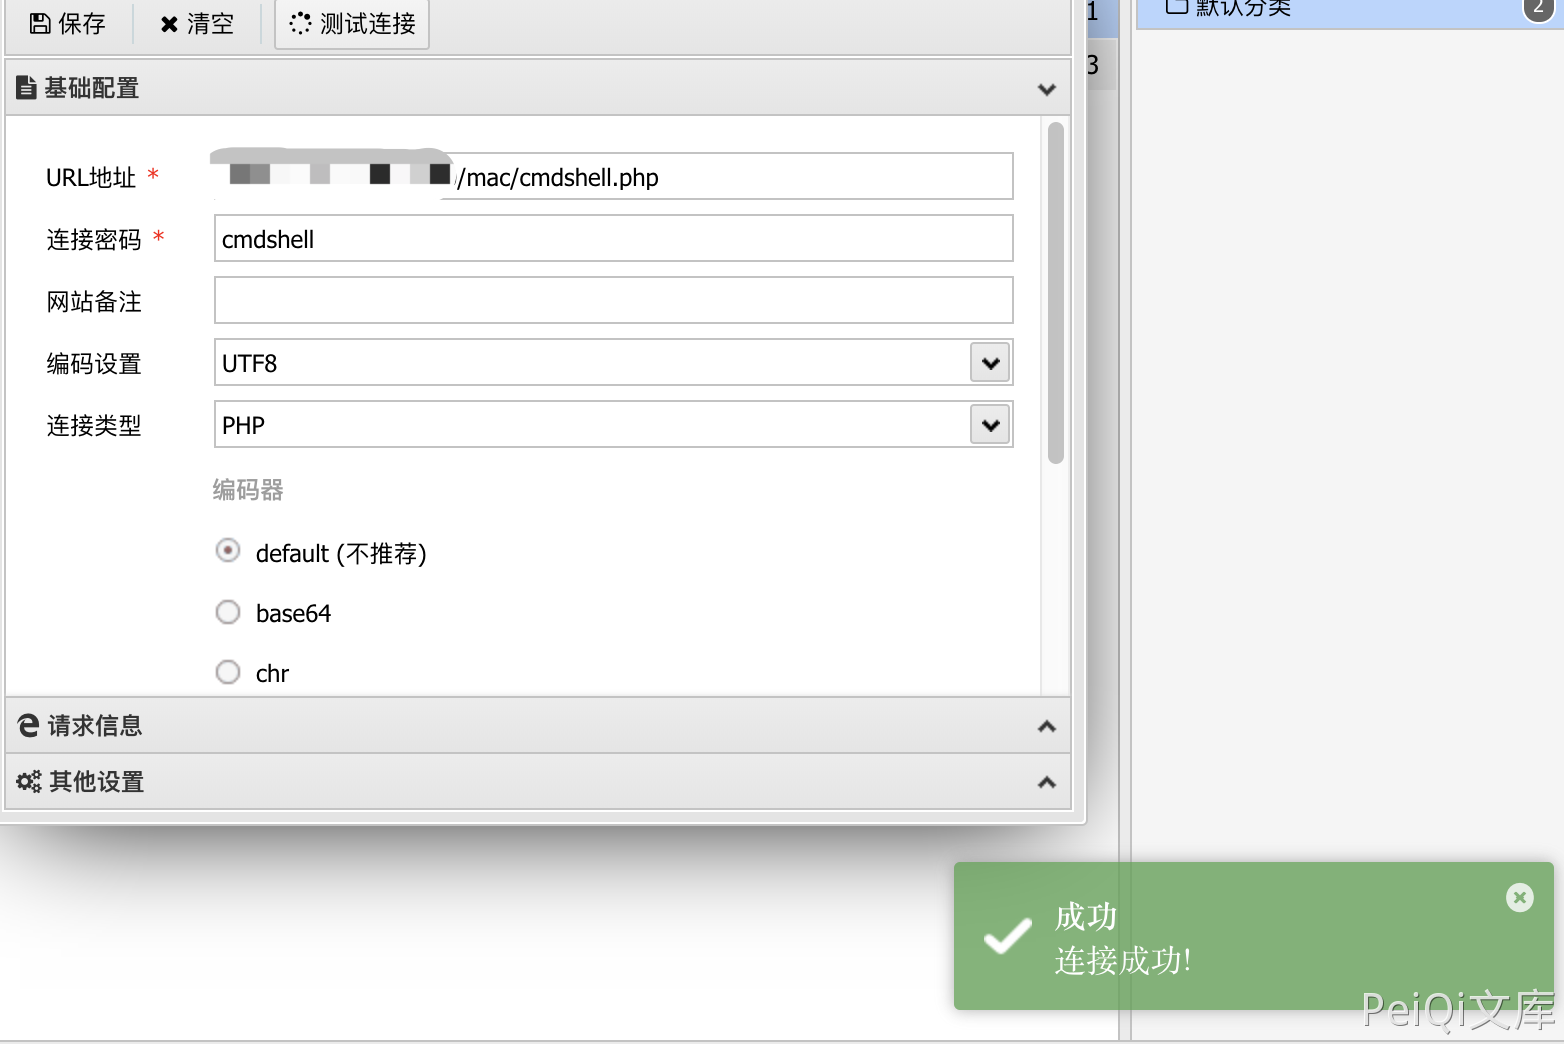 保存 清空 测试连接
1
默认分类 2
3
基础配置
URL地址 * /mac/cmdshell.php
连接密码 * cmdshell
网站备注
编码设置 UTF8
连接类型 PHP
编码器
default (不推荐)
base64
chr
请求信息
其他设置
成功
连接成功!
PeiQi文库